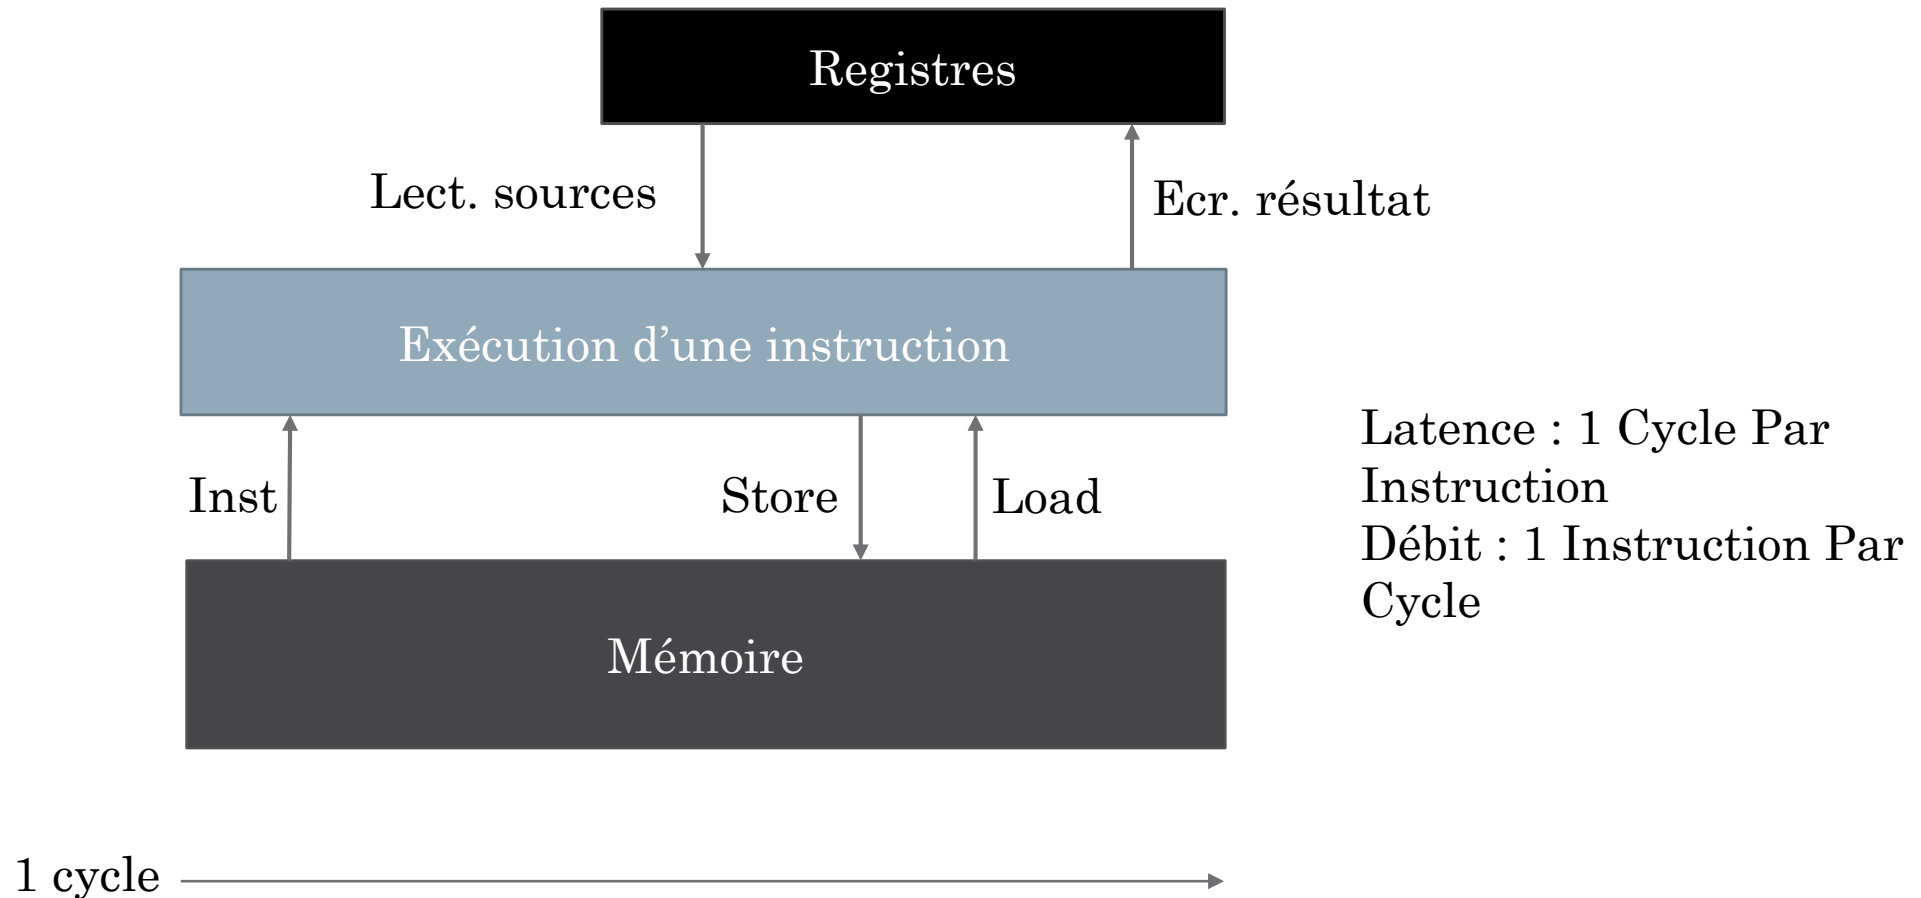 Registres
Lect. sources
Ecr. résultat
Exécution d’une instruction
Inst
Store
Load
Latence : 1 Cycle Par
Instruction
Débit : 1 Instruction Par
Cycle
Mémoire
1 cycle